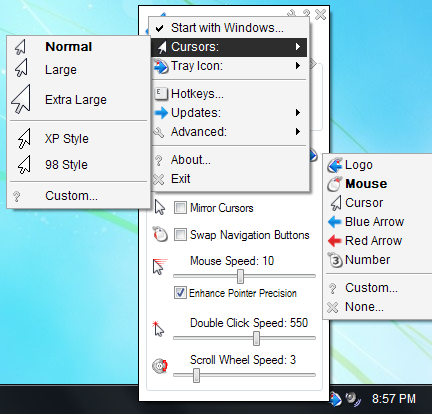 Start with Windows...
Cursors:
Tray Icon:
Hotkeys...
Updates:
Advanced:
About...
Exit
Normal
Large
Extra Large
XP Style
98 Style
Custom...
Logo
Mouse
Cursor
Blue Arrow
Red Arrow
Number
Custom...
None...
Mirror Cursors
Swap Navigation Buttons
Mouse Speed: 10
Enhance Pointer Precision
Double Click Speed: 550
Scroll Wheel Speed: 3
8:57 PM